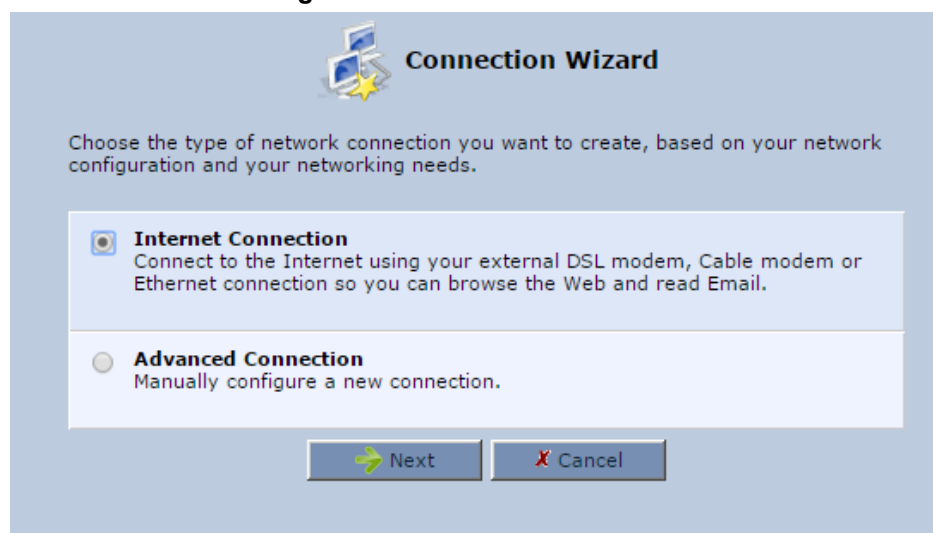 Connection Wizard
Choose the type of network connection you want to create, based on your network
configuration and your networking needs.
Internet Connection
Connect to the Internet using your external DSL modem, Cable modem or
Ethernet connection so you can browse the Web and read Email.
Advanced Connection
Manually configure a new connection.
Next
Cancel